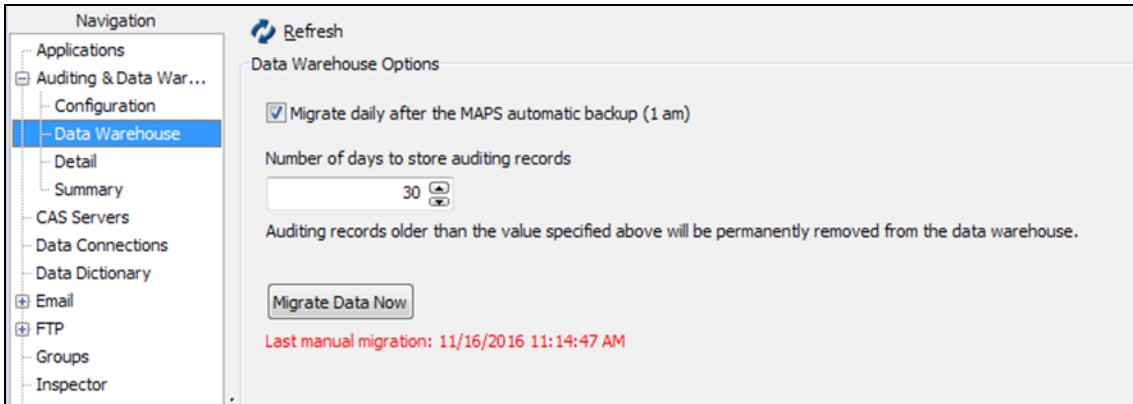 Navigation
Applications
Auditing & Data War...
Configuration
Data Warehouse
Detail
Summary
CAS Servers
Data Connections
Data Dictionary
Email
FTP
Groups
Inspector
Refresh
Data Warehouse Options
Migrate daily after the MAPS automatic backup (1 am)
Number of days to store auditing records
30
Auditing records older than the value specified above will be permanently removed from the data warehouse.
Migrate Data Now
Last manual migration: 11/16/2016 11:14:47 AM